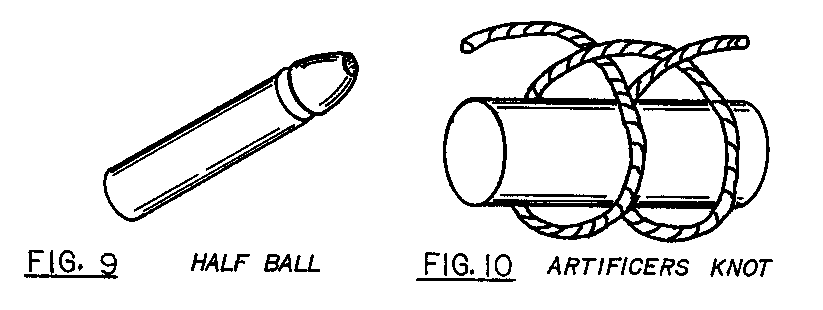 FIG. 9 HALF BALL
FIG. 10 ARTIFICERS KNOT